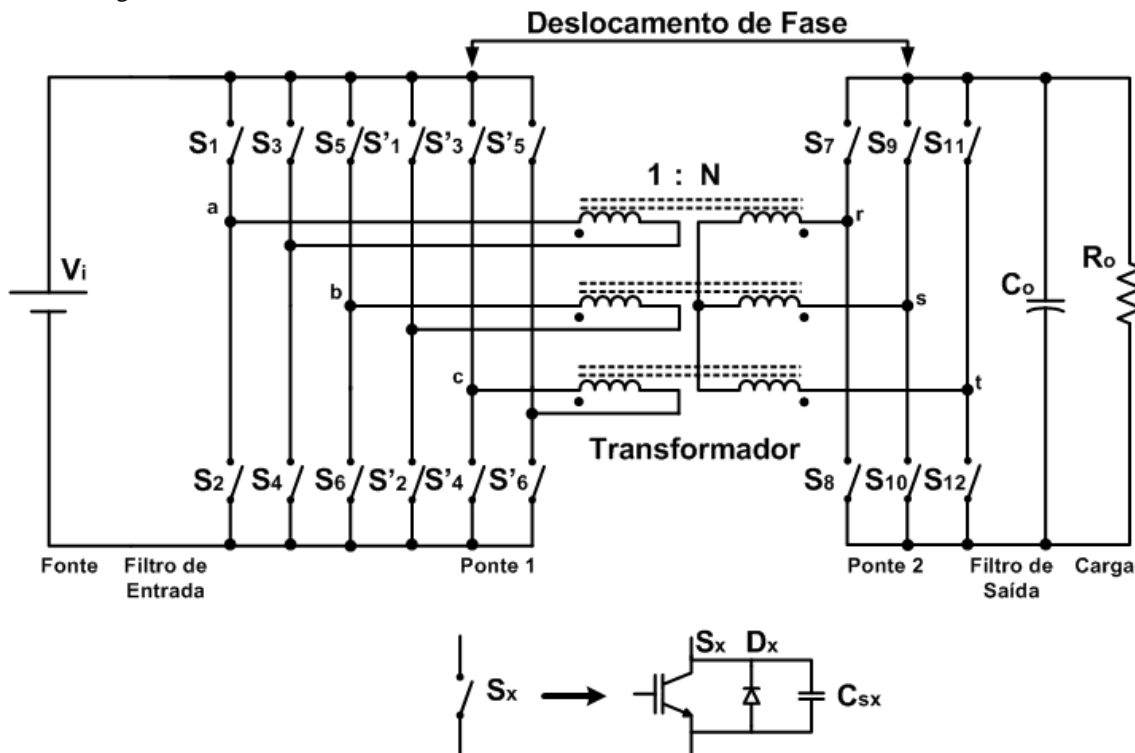 Deslocamento de Fase
S1 S3 S5 S'1 S'3 S'5
S7 S9 S11
1 : N
a
r
Vi
b
s
Co
Ro
c
t
Transformador
S2 S4 S6 S'2 S'4 S'6
S8 S10 S12
Fonte
Filtro de
Entrada
Ponte 1
Ponte 2
Filtro de
Saída
Carga
Sx
Sx Dx
Csx